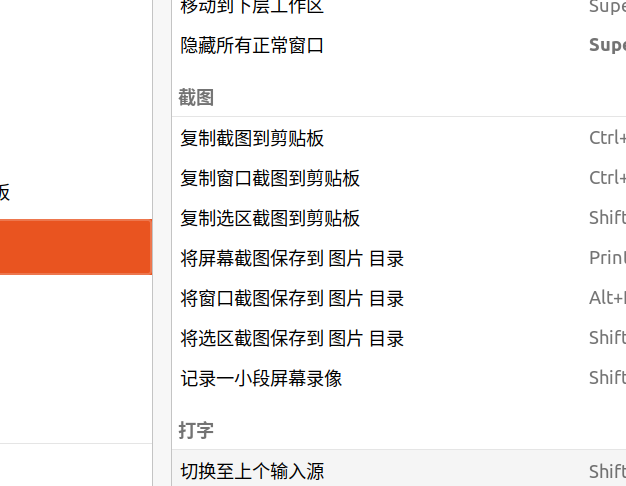 移动到下层工作区 Supe
隐藏所有正常窗口 Supe
截图
复制截图到剪贴板 Ctrl+
复制窗口截图到剪贴板 Ctrl+
板
复制选区截图到剪贴板 Shift
将屏幕截图保存到 图片 目录 Print
将窗口截图保存到 图片 目录 Alt+
将选区截图保存到 图片 目录 Shift
记录一小段屏幕录像 Shift
打字
切换至上个输入源 Shift